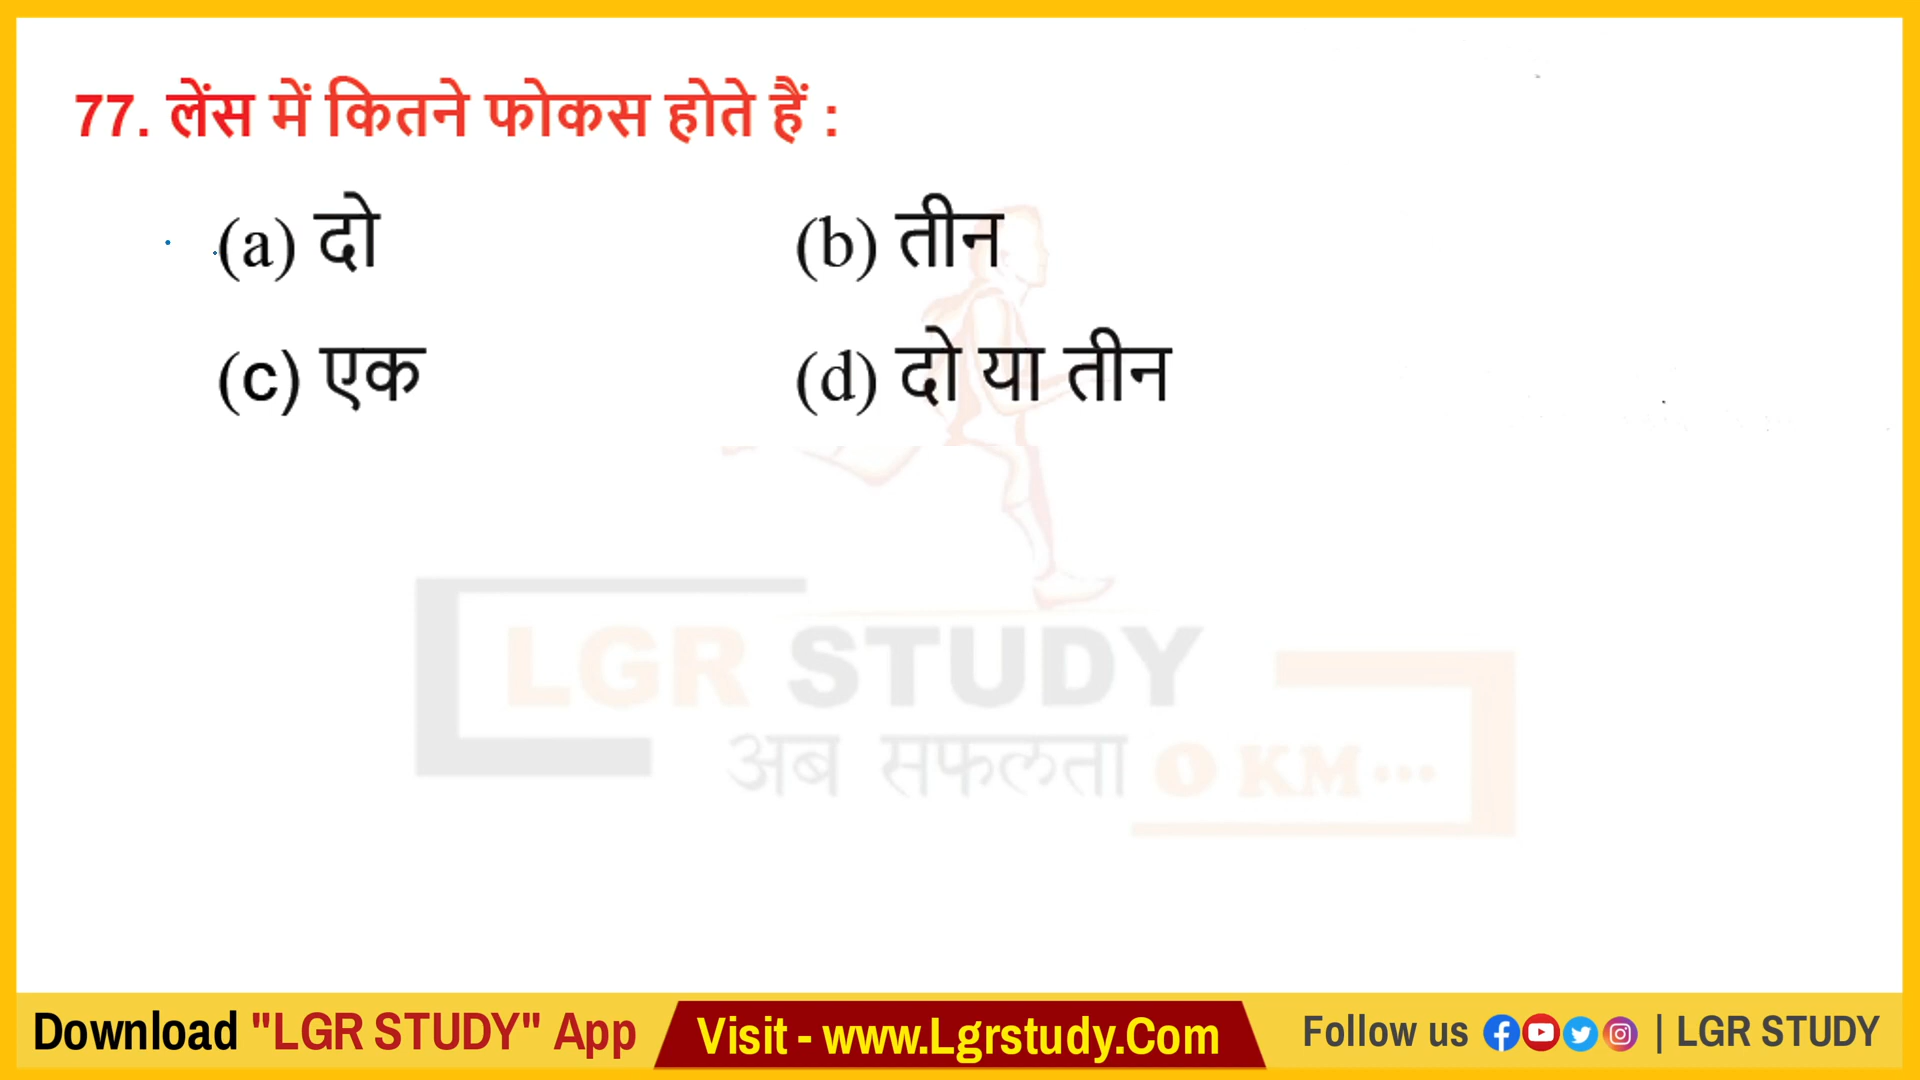 77. लेंस में कितने फोकस होते हैं :
(a) दो (b) तीन
(c) एक (d) दो या तीन
LGR STUDY
अब सफलता 0 KM...
Download "LGR STUDY" App Visit - www.Lgrstudy.Com Follow us | LGR STUDY